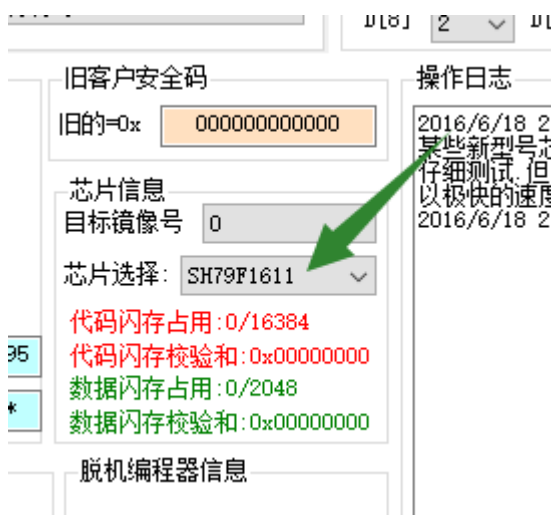 D[8] 2
旧客户安全码
旧的=0x 000000000000
芯片信息
目标镜像号 0
芯片选择: SH79F1611
代码闪存占用:0/16384
代码闪存校验和:0x00000000
数据闪存占用:0/2048
数据闪存校验和:0x00000000
脱机编程器信息
95
*
操作日志
2016/6/18 2
某些新型号芯
仔细测试.但
以极快的速度
2016/6/18 2